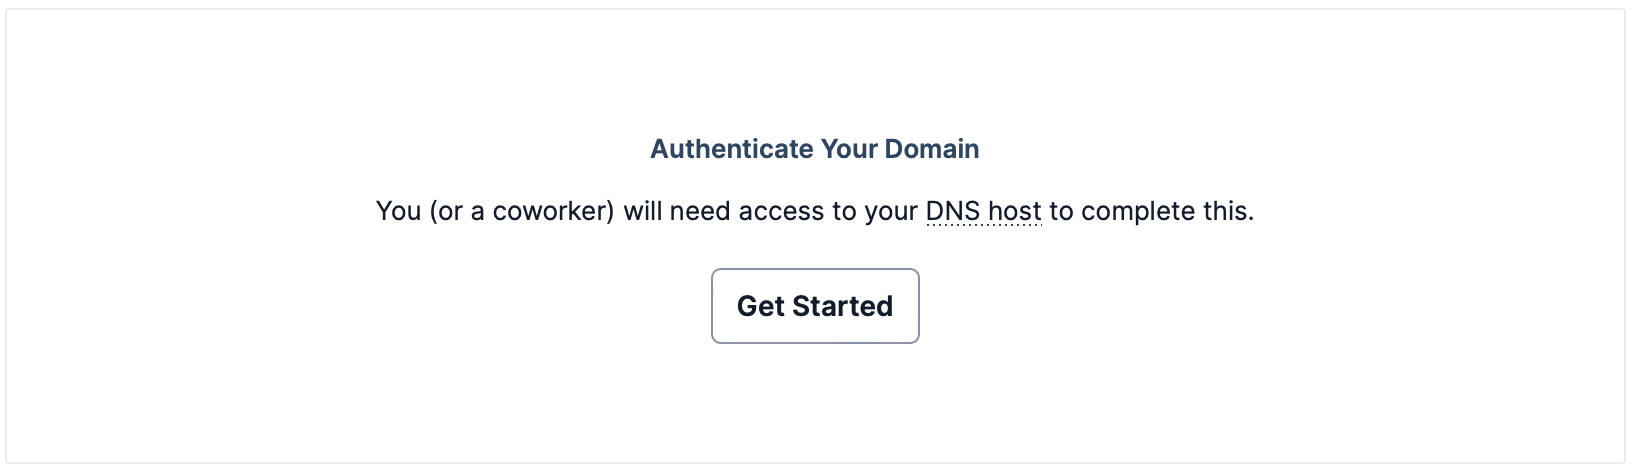 Authenticate Your Domain
You (or a coworker) will need access to your DNS host to complete this.
Get Started